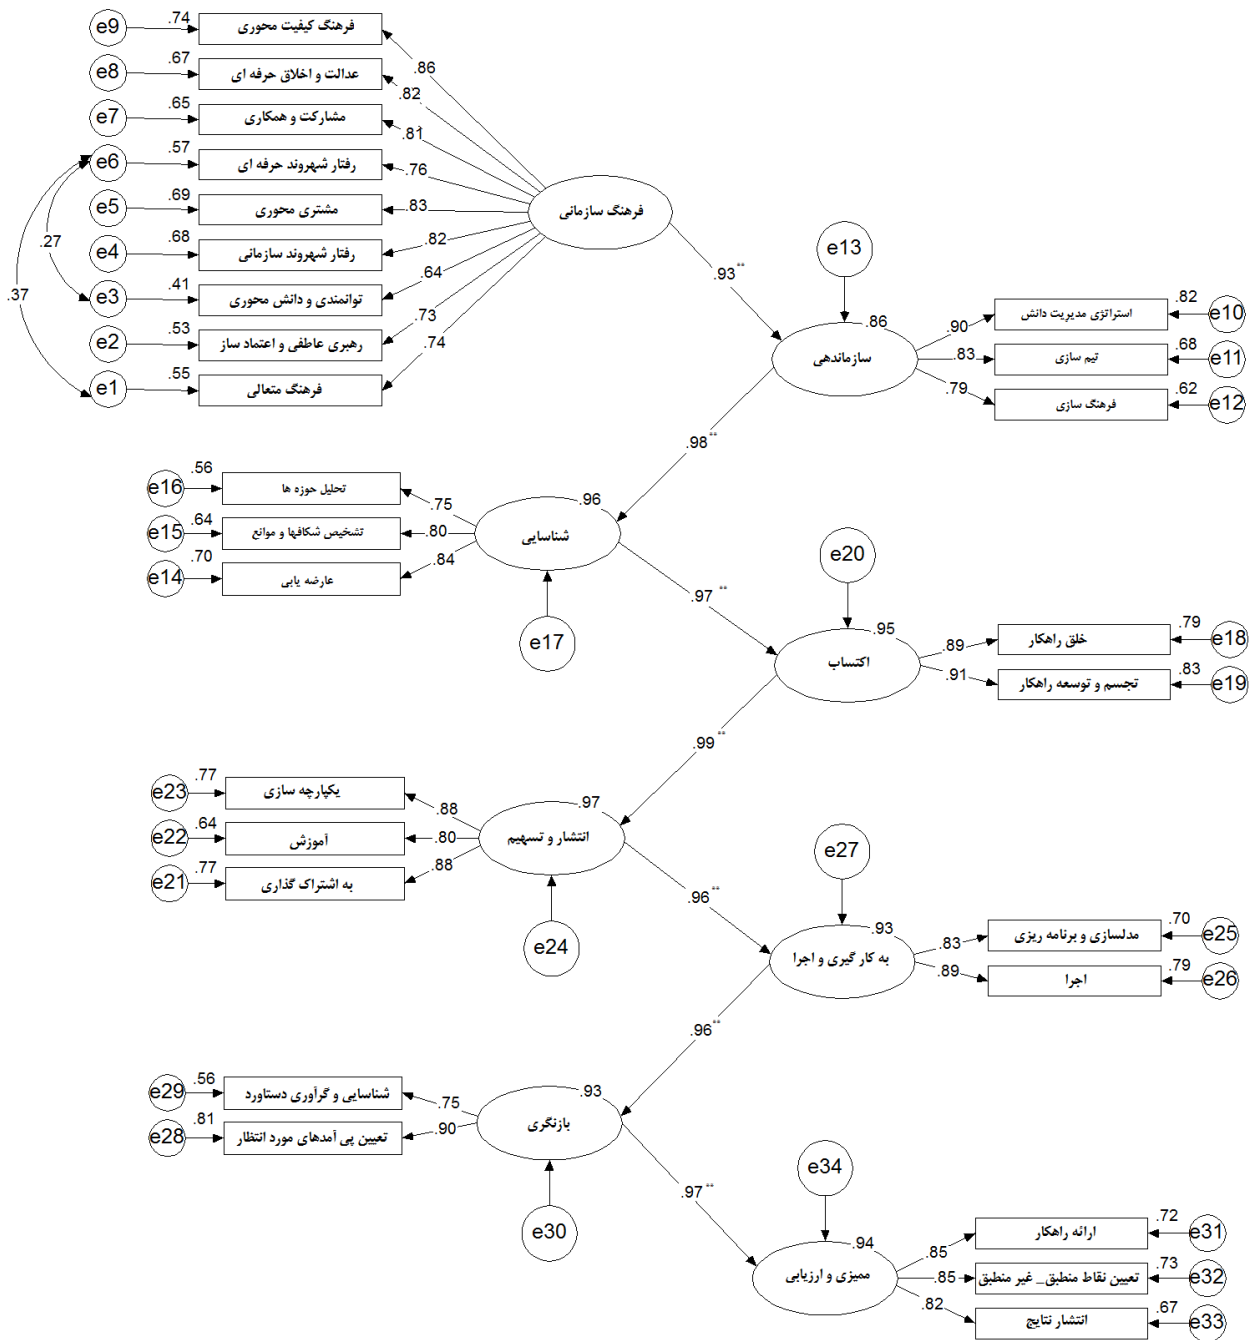 e9 .74 فرهنگ کیفیت محوری .86
e8 .67 عدالت و اخلاق حرفه ای .82
e7 .65 مشارکت و همکاری .81
e6 .57 رفتار شهروند حرفه ای .76
e5 .69 مشتری محوری .83
e4 .68 رفتار شهروند سازمانی .82
e3 .41 توانمندی و دانش محوری .64
e2 .53 رهبری عاطفی و اعتماد ساز .73
e1 .55 فرهنگ متعالی .74
.27
.37
فرهنگ سازمانی
.93**
e13
.86
سازماندهی
.90 استراتژی مدیریت دانش .82 e10
.83 تیم سازی .68 e11
.79 فرهنگ سازی .62 e12
.98**
e16 .56 تحلیل حوزه ها .75
e15 .64 تشخیص شکافها و موانع .80
e14 .70 عارضه یابی .84
.96
شناسایی
e17
.97**
e20
.95
اکتساب
.89 خلق راهکار .79 e18
.91 تجسم و توسعه راهکار .83 e19
.99**
e23 .77 یکپارچه سازی .88
e22 .64 آموزش .80
e21 .77 به اشتراک گذاری .88
.97
انتشار و تسهیم
e24
.96**
e27
.93
به کار گیری و اجرا
.83 مدلسازی و برنامه ریزی .70 e25
.89 اجرا .79 e26
.96**
e29 .56 شناسایی و گرآوری دستاورد .75
e28 .81 تعیین پی آمدهای مورد انتظار .90
.93
بازنگری
e30
.97**
e34
.94
ممیزی و ارزیابی
.85 ارائه راهکار .72 e31
.85 تعیین نقاط منطبق_ غیر منطبق .73 e32
.82 انتشار نتایج .67 e33